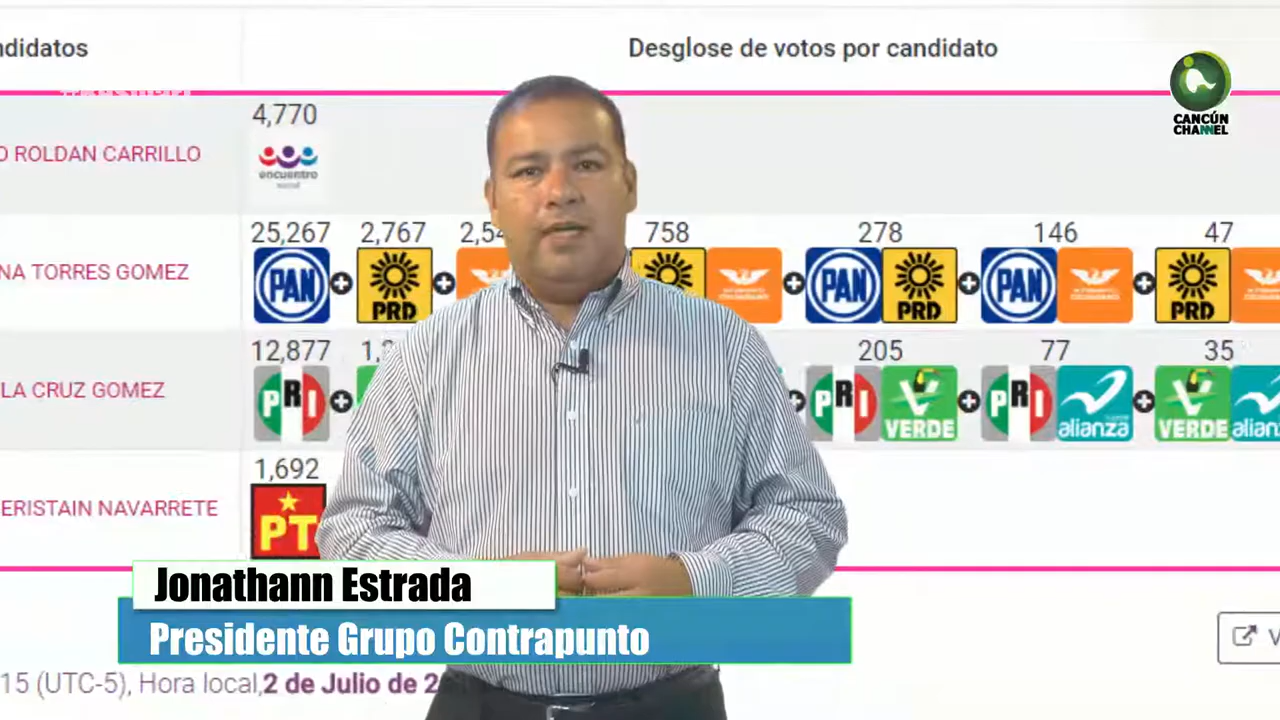 ndidatos
Desglose de votos por candidato
CANCÚN
CHANNEL
4,770
O ROLDAN CARRILLO
encuentro
social
25,267 2,767 758 278 146 47
NA TORRES GOMEZ
PAN PRD PAN PRD PAN PRD
12,877 205 77 35
LA CRUZ GOMEZ
PRI PRI VERDE PRI alianza VERDE
1,692
ERISTAIN NAVARRETE
PT
Jonathann Estrada
Presidente Grupo Contrapunto
15 (UTC-5), Hora local, 2 de Julio de